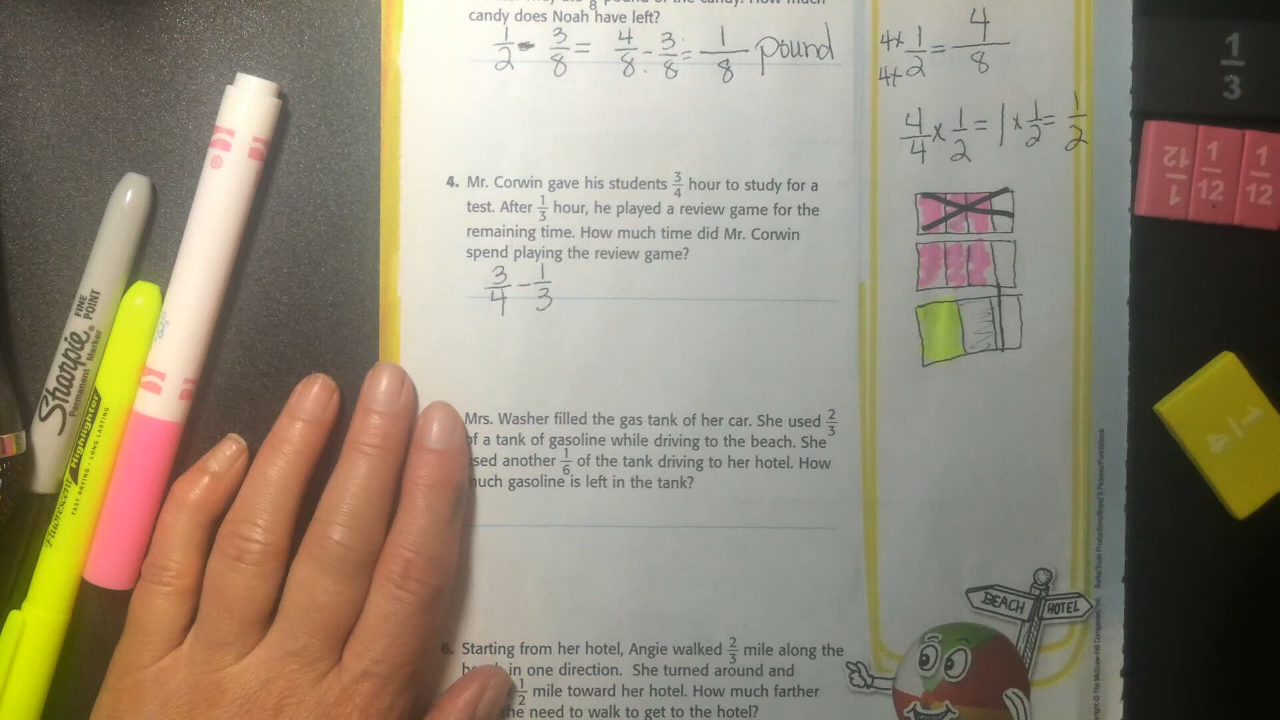 candy does Noah have left?
1/2 - 3/8 = 4/8 - 3/8 = 1/8 pound
4x 1/2 = 4/8
4x
4/4 x 1/2 = 1 x 1/2 = 1/2
4. Mr. Corwin gave his students 3/4 hour to study for a
test. After 1/3 hour, he played a review game for the
remaining time. How much time did Mr. Corwin
spend playing the review game?
3/4 - 1/3
Mrs. Washer filled the gas tank of her car. She used 2/3
of a tank of gasoline while driving to the beach. She
sed another 1/6 of the tank driving to her hotel. How
uch gasoline is left in the tank?
BEACH
HOTEL
6. Starting from her hotel, Angie walked 2/3 mile along the
in one direction. She turned around and
1/2 mile toward her hotel. How much farther
he need to walk to get to the hotel?
Sharpie
FINE POINT
Permanent Marker
Fluorescent Highlighter
FAST DRYING · LONG LASTING
1/3
1/12
1/12
1/12
1/4